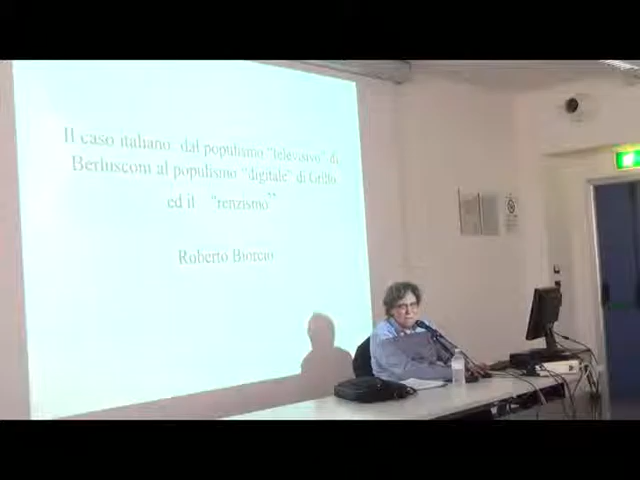 Il caso italiano: dal populismo "televisivo" di
Berlusconi al populismo "digitale" di Grillo
ed il "renzismo"
Roberto Biorcio